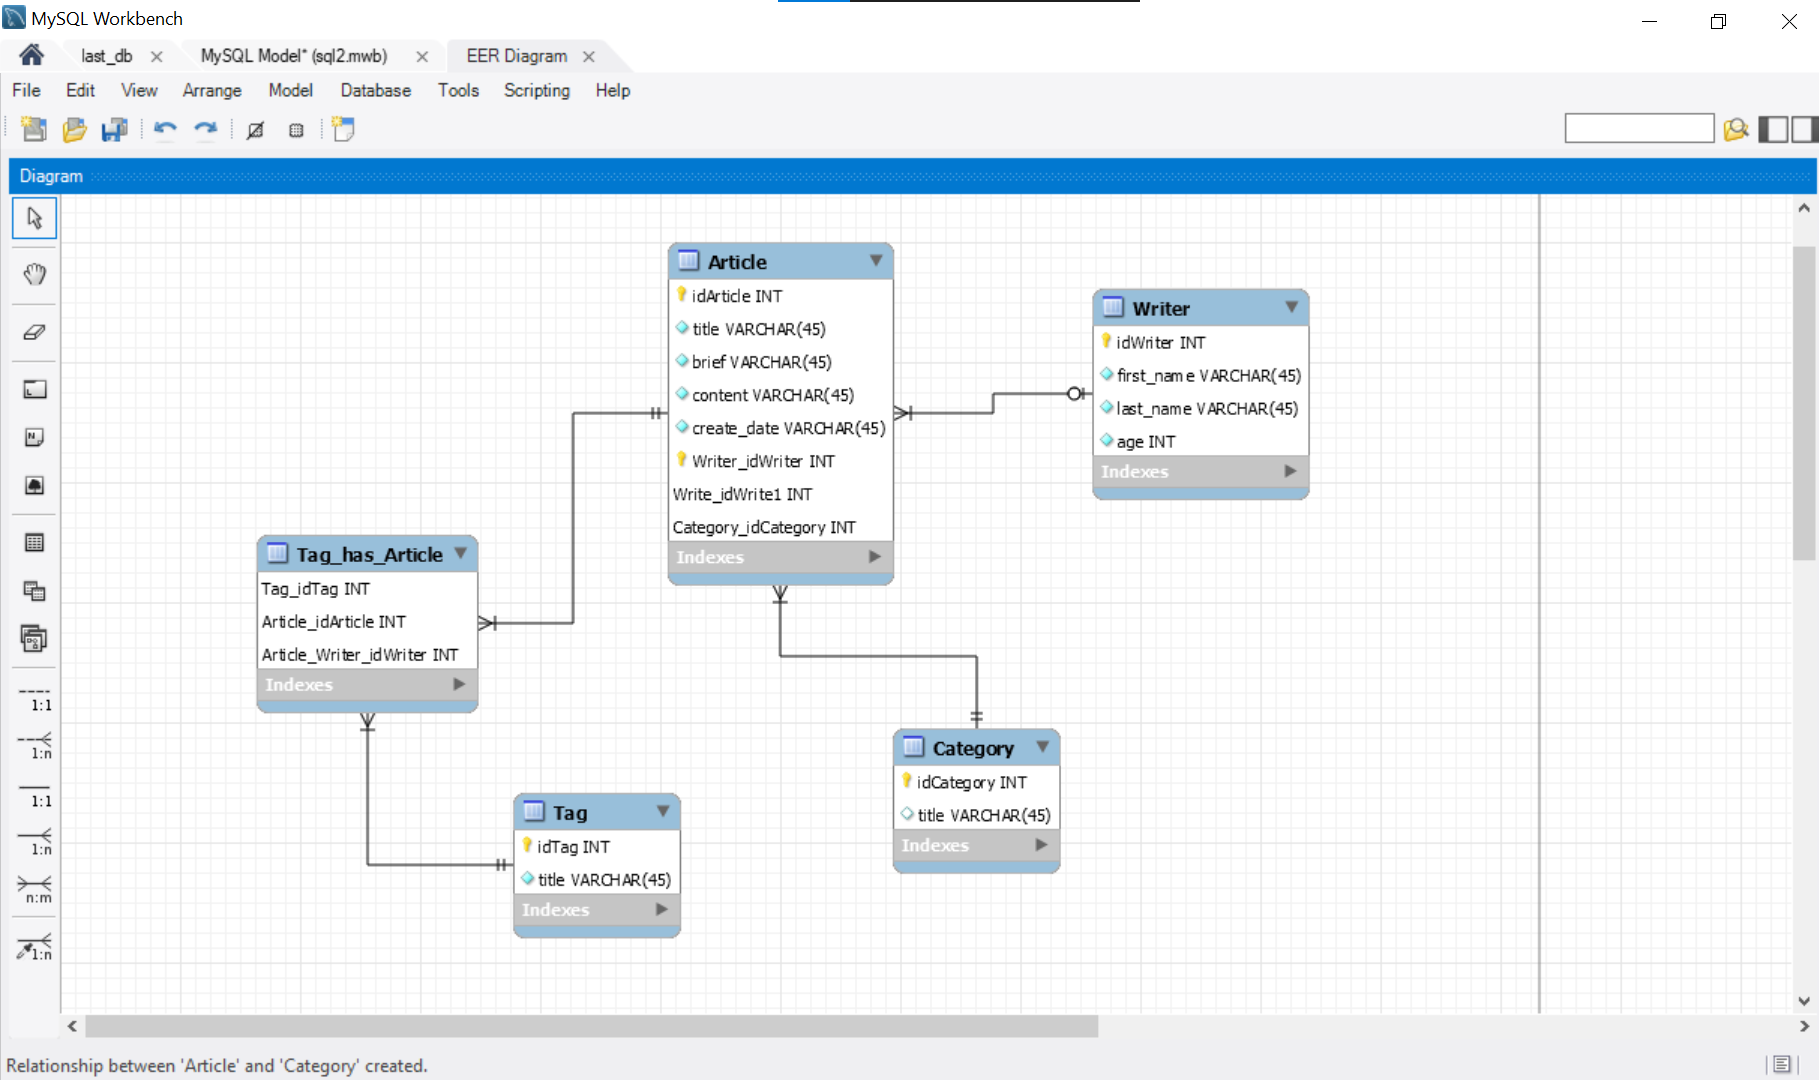 MySQL Workbench
last_db
MySQL Model* (sql2.mwb)
EER Diagram
File Edit View Arrange Model Database Tools Scripting Help
Diagram
Article
idArticle INT
title VARCHAR(45)
brief VARCHAR(45)
content VARCHAR(45)
create_date VARCHAR(45)
Writer_idWriter INT
Write_idWrite1 INT
Category_idCategory INT
Indexes
Writer
idWriter INT
first_name VARCHAR(45)
last_name VARCHAR(45)
age INT
Indexes
Tag_has_Article
Tag_idTag INT
Article_idArticle INT
Article_Writer_idWriter INT
Indexes
Category
idCategory INT
title VARCHAR(45)
Indexes
Tag
idTag INT
title VARCHAR(45)
Indexes
1:1
1:n
1:1
1:n
n:m
1:n
Relationship between 'Article' and 'Category' created.